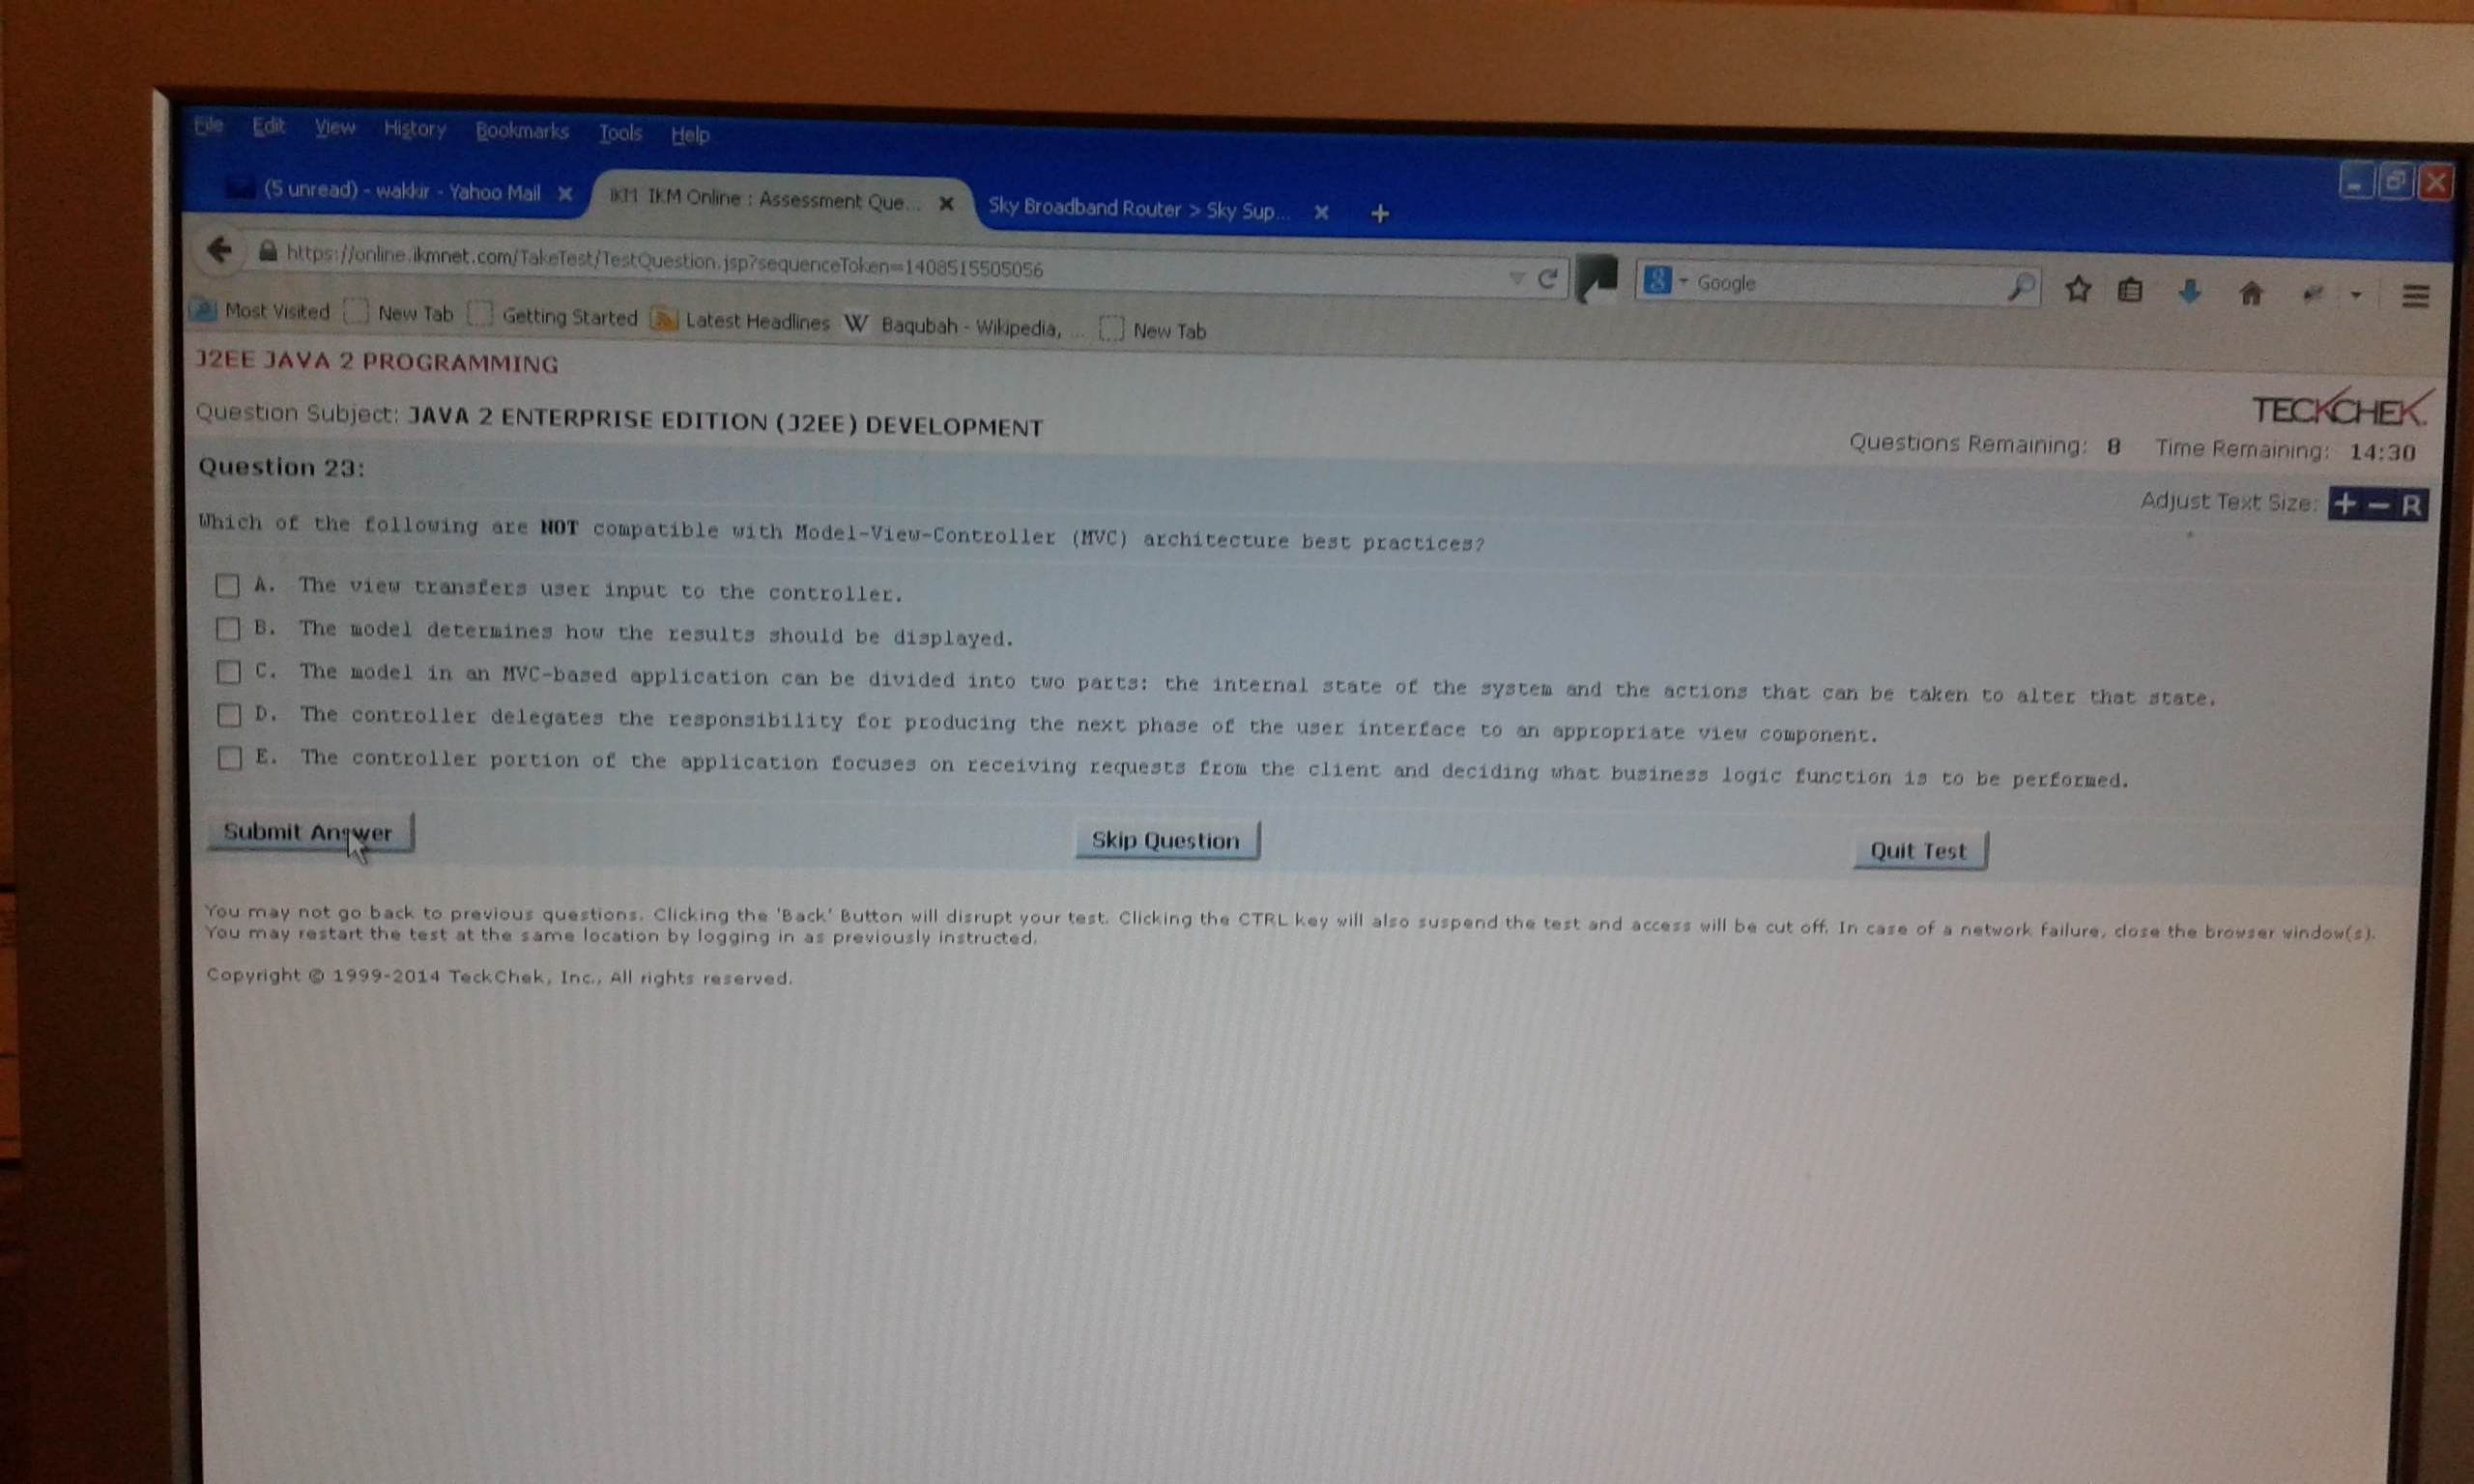 File Edit View History Bookmarks Tools Help
(5 unread) - wakkir - Yahoo Mail × IKM IKM Online : Assessment Que... × Sky Broadband Router > Sky Sup... × +
https://online.ikmnet.com/TakeTest/TestQuestion.jsp?sequenceToken=1408515505056 Google
Most Visited New Tab Getting Started Latest Headlines W Baqubah - Wikipedia, ... New Tab
J2EE JAVA 2 PROGRAMMING
TECKCHEK
Question Subject: JAVA 2 ENTERPRISE EDITION (J2EE) DEVELOPMENT
Questions Remaining: 8 Time Remaining: 14:30
Question 23:
Adjust Text Size: + − R
Which of the following are NOT compatible with Model-View-Controller (MVC) architecture best practices?
A. The view transfers user input to the controller.
B. The model determines how the results should be displayed.
C. The model in an MVC-based application can be divided into two parts: the internal state of the system and the actions that can be taken to alter that state.
D. The controller delegates the responsibility for producing the next phase of the user interface to an appropriate view component.
E. The controller portion of the application focuses on receiving requests from the client and deciding what business logic function is to be performed.
Submit Answer Skip Question Quit Test
You may not go back to previous questions. Clicking the 'Back' Button will disrupt your test. Clicking the CTRL key will also suspend the test and access will be cut off. In case of a network failure, close the browser window(s).
You may restart the test at the same location by logging in as previously instructed.
Copyright © 1999-2014 TeckChek, Inc., All rights reserved.